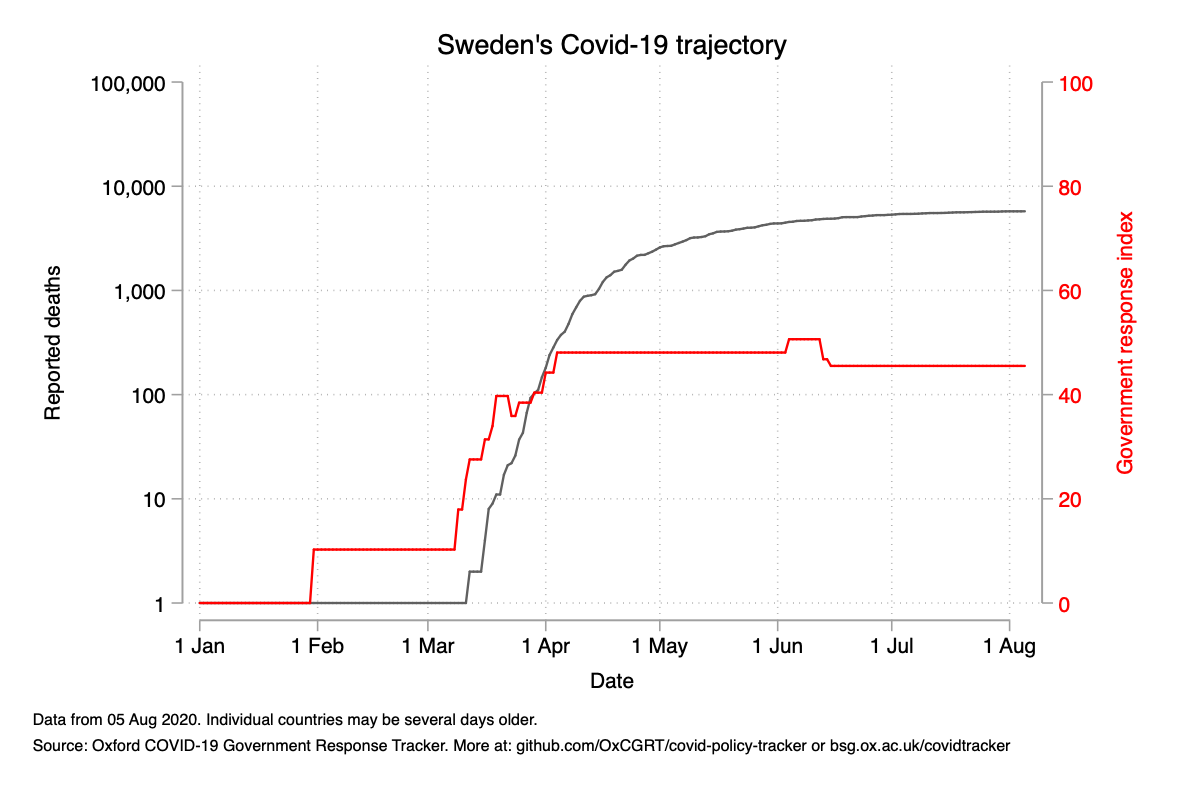 Sweden's Covid-19 trajectory
100,000
10,000
1,000
100
10
1
Reported deaths
100
80
60
40
20
0
Government response index
1 Jan 1 Feb 1 Mar 1 Apr 1 May 1 Jun 1 Jul 1 Aug
Date
Data from 05 Aug 2020. Individual countries may be several days older.
Source: Oxford COVID-19 Government Response Tracker. More at: github.com/OxCGRT/covid-policy-tracker or bsg.ox.ac.uk/covidtracker